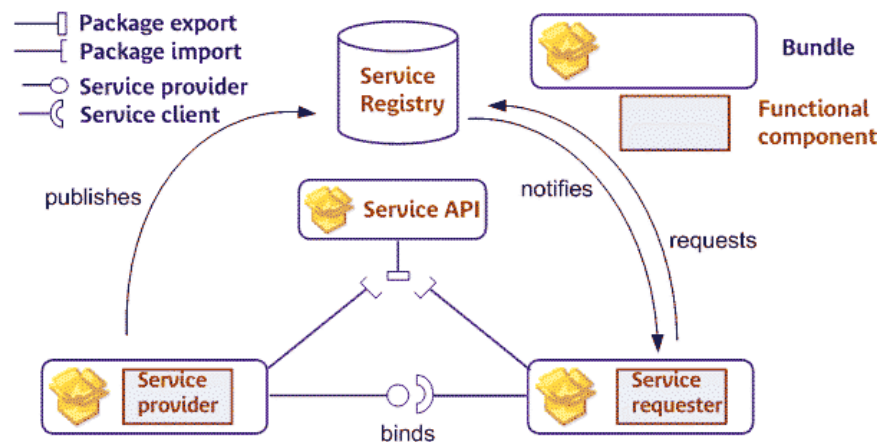 Package export
Package import
Service provider
Service client
Service
Registry
Bundle
Functional
component
publishes
notifies
requests
Service API
Service
provider
Service
requester
binds